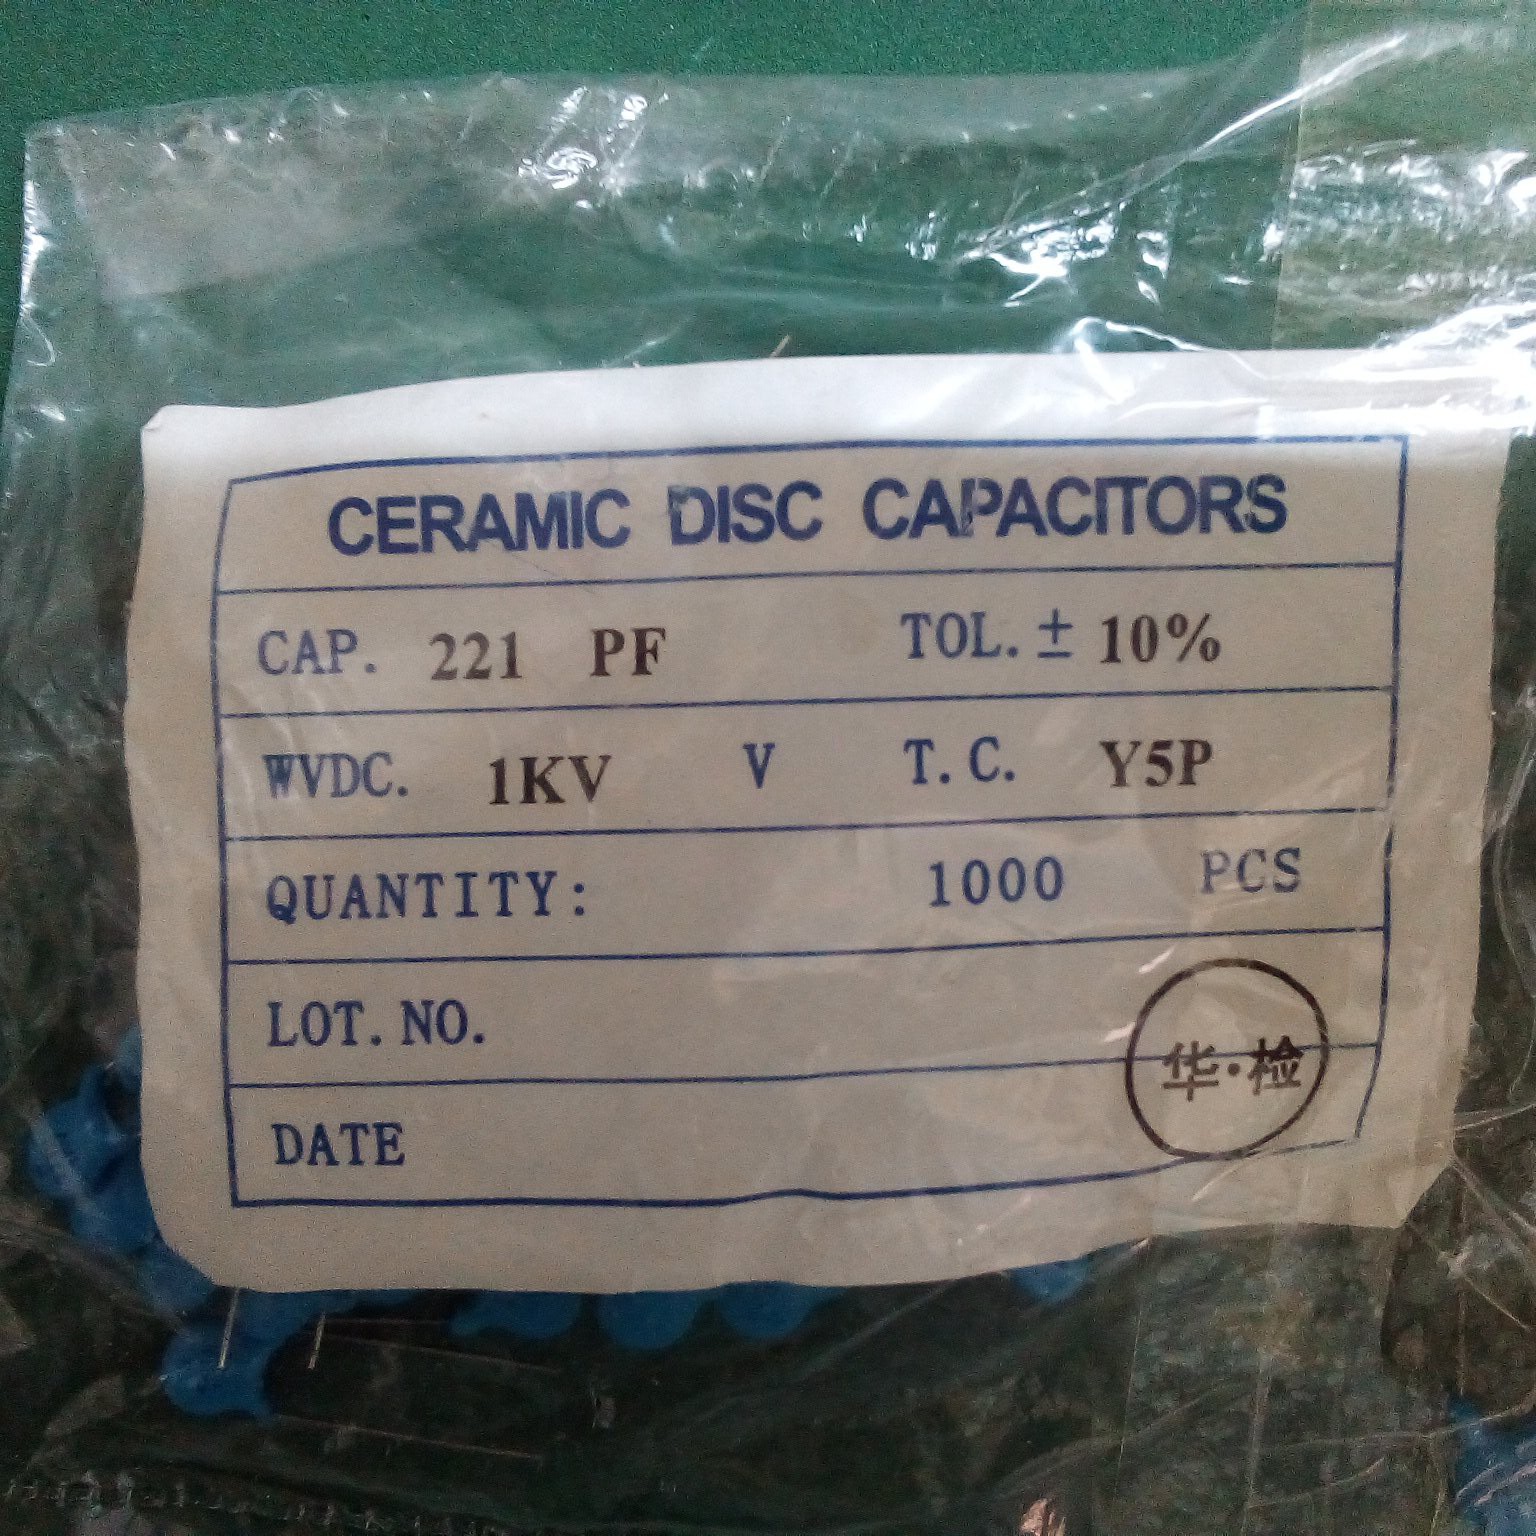 CERAMIC DISC CAPACITORS
CAP. 221 PF TOL. ± 10%
WVDC. 1KV V T.C. Y5P
QUANTITY: 1000 PCS
LOT. NO.
华·检
DATE